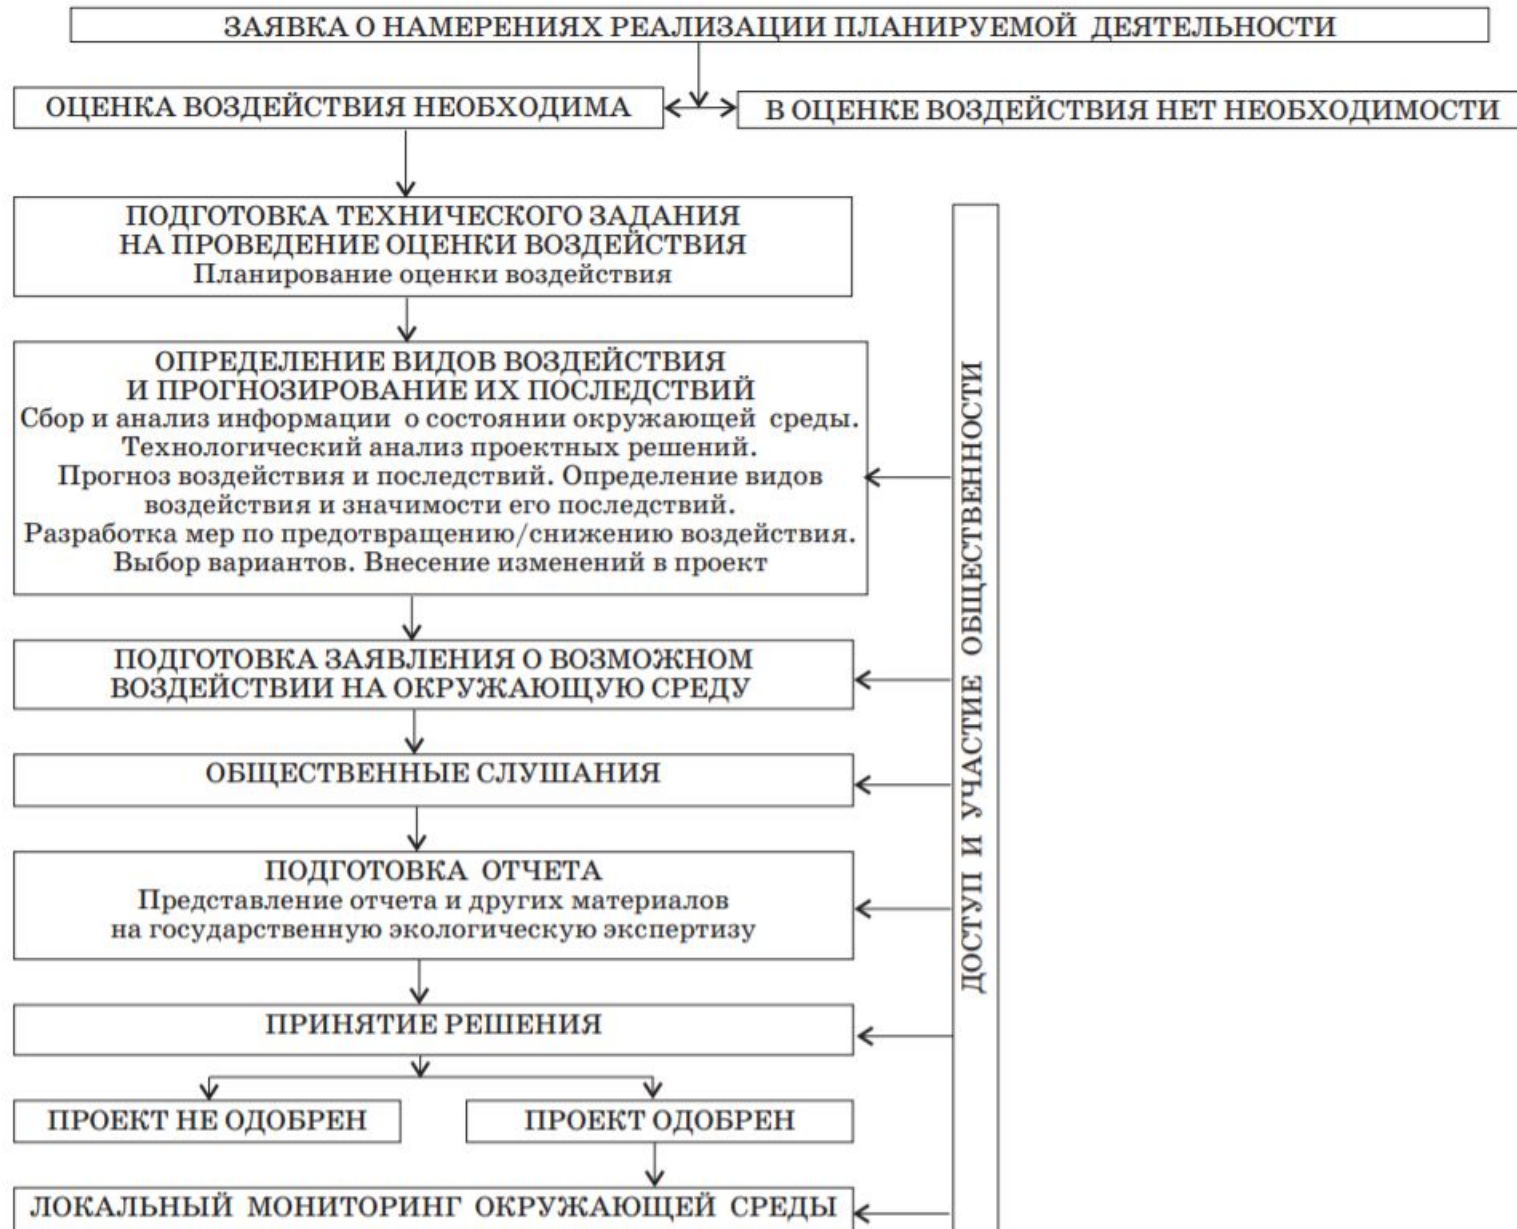 ЗАЯВКА О НАМЕРЕНИЯХ РЕАЛИЗАЦИИ ПЛАНИРУЕМОЙ ДЕЯТЕЛЬНОСТИ
ОЦЕНКА ВОЗДЕЙСТВИЯ НЕОБХОДИМА
В ОЦЕНКЕ ВОЗДЕЙСТВИЯ НЕТ НЕОБХОДИМОСТИ
ПОДГОТОВКА ТЕХНИЧЕСКОГО ЗАДАНИЯ
НА ПРОВЕДЕНИЕ ОЦЕНКИ ВОЗДЕЙСТВИЯ
Планирование оценки воздействия
ОПРЕДЕЛЕНИЕ ВИДОВ ВОЗДЕЙСТВИЯ
И ПРОГНОЗИРОВАНИЕ ИХ ПОСЛЕДСТВИЙ
Сбор и анализ информации о состоянии окружающей среды.
Технологический анализ проектных решений.
Прогноз воздействия и последствий. Определение видов
воздействия и значимости его последствий.
Разработка мер по предотвращению/снижению воздействия.
Выбор вариантов. Внесение изменений в проект
ПОДГОТОВКА ЗАЯВЛЕНИЯ О ВОЗМОЖНОМ
ВОЗДЕЙСТВИИ НА ОКРУЖАЮЩУЮ СРЕДУ
ОБЩЕСТВЕННЫЕ СЛУШАНИЯ
ПОДГОТОВКА ОТЧЕТА
Представление отчета и других материалов
на государственную экологическую экспертизу
ПРИНЯТИЕ РЕШЕНИЯ
ПРОЕКТ НЕ ОДОБРЕН
ПРОЕКТ ОДОБРЕН
ЛОКАЛЬНЫЙ МОНИТОРИНГ ОКРУЖАЮЩЕЙ СРЕДЫ
ДОСТУП И УЧАСТИЕ ОБЩЕСТВЕННОСТИ